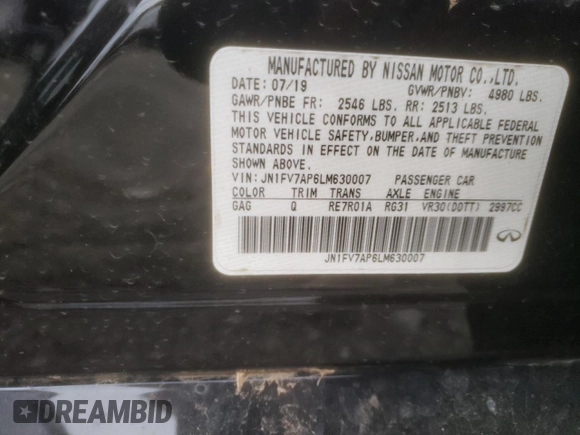 MANUFACTURED BY NISSAN MOTOR CO.,LTD.
DATE: 07/19 GVWR/PNBV: 4980 LBS.
GAWR/PNBE FR: 2546 LBS. RR: 2513 LBS.
THIS VEHICLE CONFORMS TO ALL APPLICABLE FEDERAL
MOTOR VEHICLE SAFETY,BUMPER,AND THEFT PREVENTION
STANDARDS IN EFFECT ON THE DATE OF MANUFACTURE
SHOWN ABOVE.
VIN: JN1FV7AP6LM630007 PASSENGER CAR
COLOR TRIM TRANS AXLE ENGINE
GAG Q RE7R01A RG31 VR30(DDTT) 2997CC
JN1FV7AP6LM630007
DREAMBID